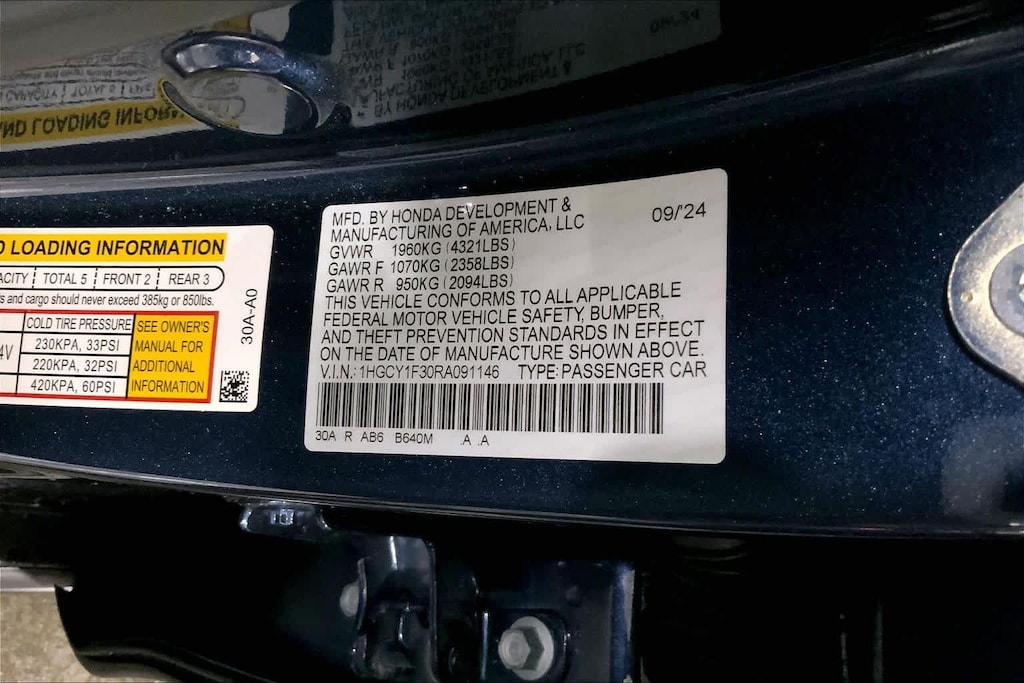 MFD. BY HONDA DEVELOPMENT &
MANUFACTURING OF AMERICA, LLC
09/'24
GVWR 1960KG (4321LBS)
GAWR F 1070KG (2358LBS)
GAWR R 950KG (2094LBS)
THIS VEHICLE CONFORMS TO ALL APPLICABLE
FEDERAL MOTOR VEHICLE SAFETY, BUMPER,
AND THEFT PREVENTION STANDARDS IN EFFECT
ON THE DATE OF MANUFACTURE SHOWN ABOVE.
V.I.N.: 1HGCY1F30RA091146 TYPE: PASSENGER CAR
30A R AB6 B640M .A .A
LOADING INFORMATION
TOTAL 5 FRONT 2 REAR 3
and cargo should never exceed 385kg or 850lbs.
COLD TIRE PRESSURE
230KPA, 33PSI
220KPA, 32PSI
420KPA, 60PSI
SEE OWNER'S
MANUAL FOR
ADDITIONAL
INFORMATION
30A-A0